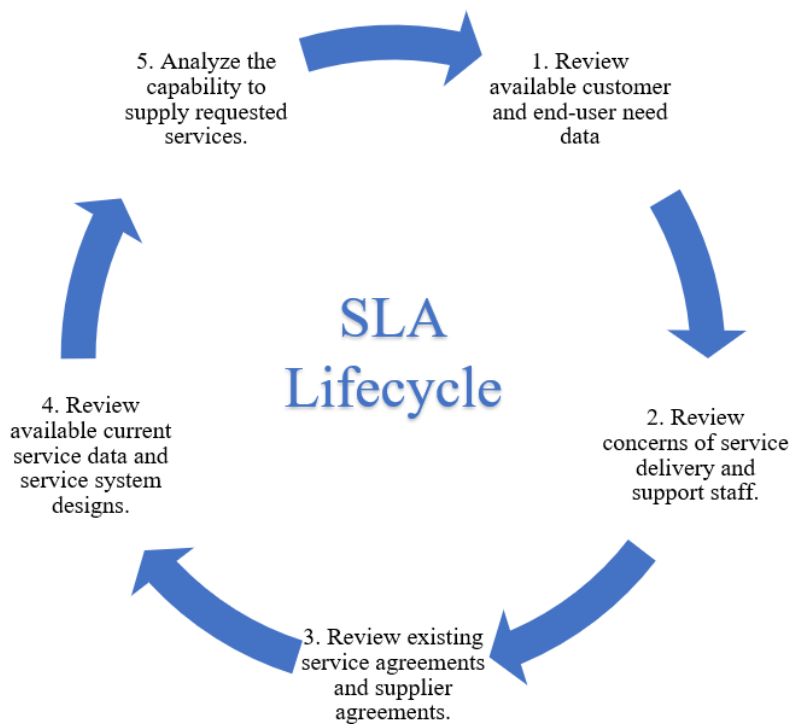 5. Analyze the
capability to
supply requested
services.
1. Review
available customer
and end-user need
data
SLA
Lifecycle
4. Review
available current
service data and
service system
designs.
2. Review
concerns of service
delivery and
support staff.
3. Review existing
service agreements
and supplier
agreements.